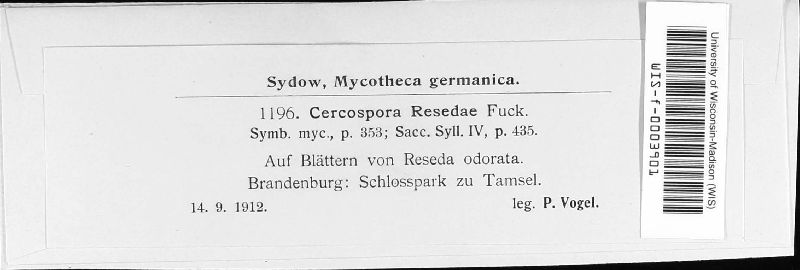 Sydow, Mycotheca germanica.
1196. Cercospora Resedae Fuck.
Symb. myc., p. 353; Sacc. Syll. IV, p. 435.
Auf Blättern von Reseda odorata.
Brandenburg: Schlosspark zu Tamsel.
14. 9. 1912. leg. P. Vogel.
University of Wisconsin-Madison (WIS)
WIS-f-0003901